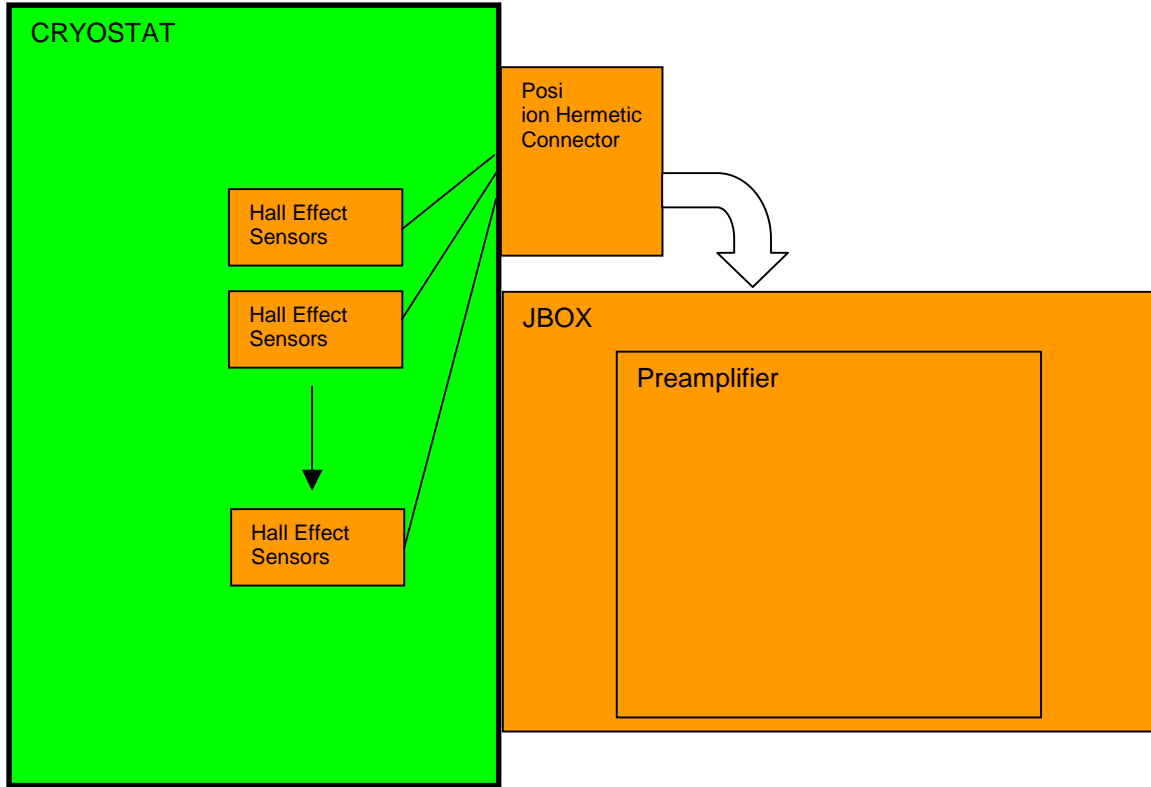 CRYOSTAT
Posi
ion Hermetic
Connector
Hall Effect
Sensors
Hall Effect
Sensors
Hall Effect
Sensors
JBOX
Preamplifier